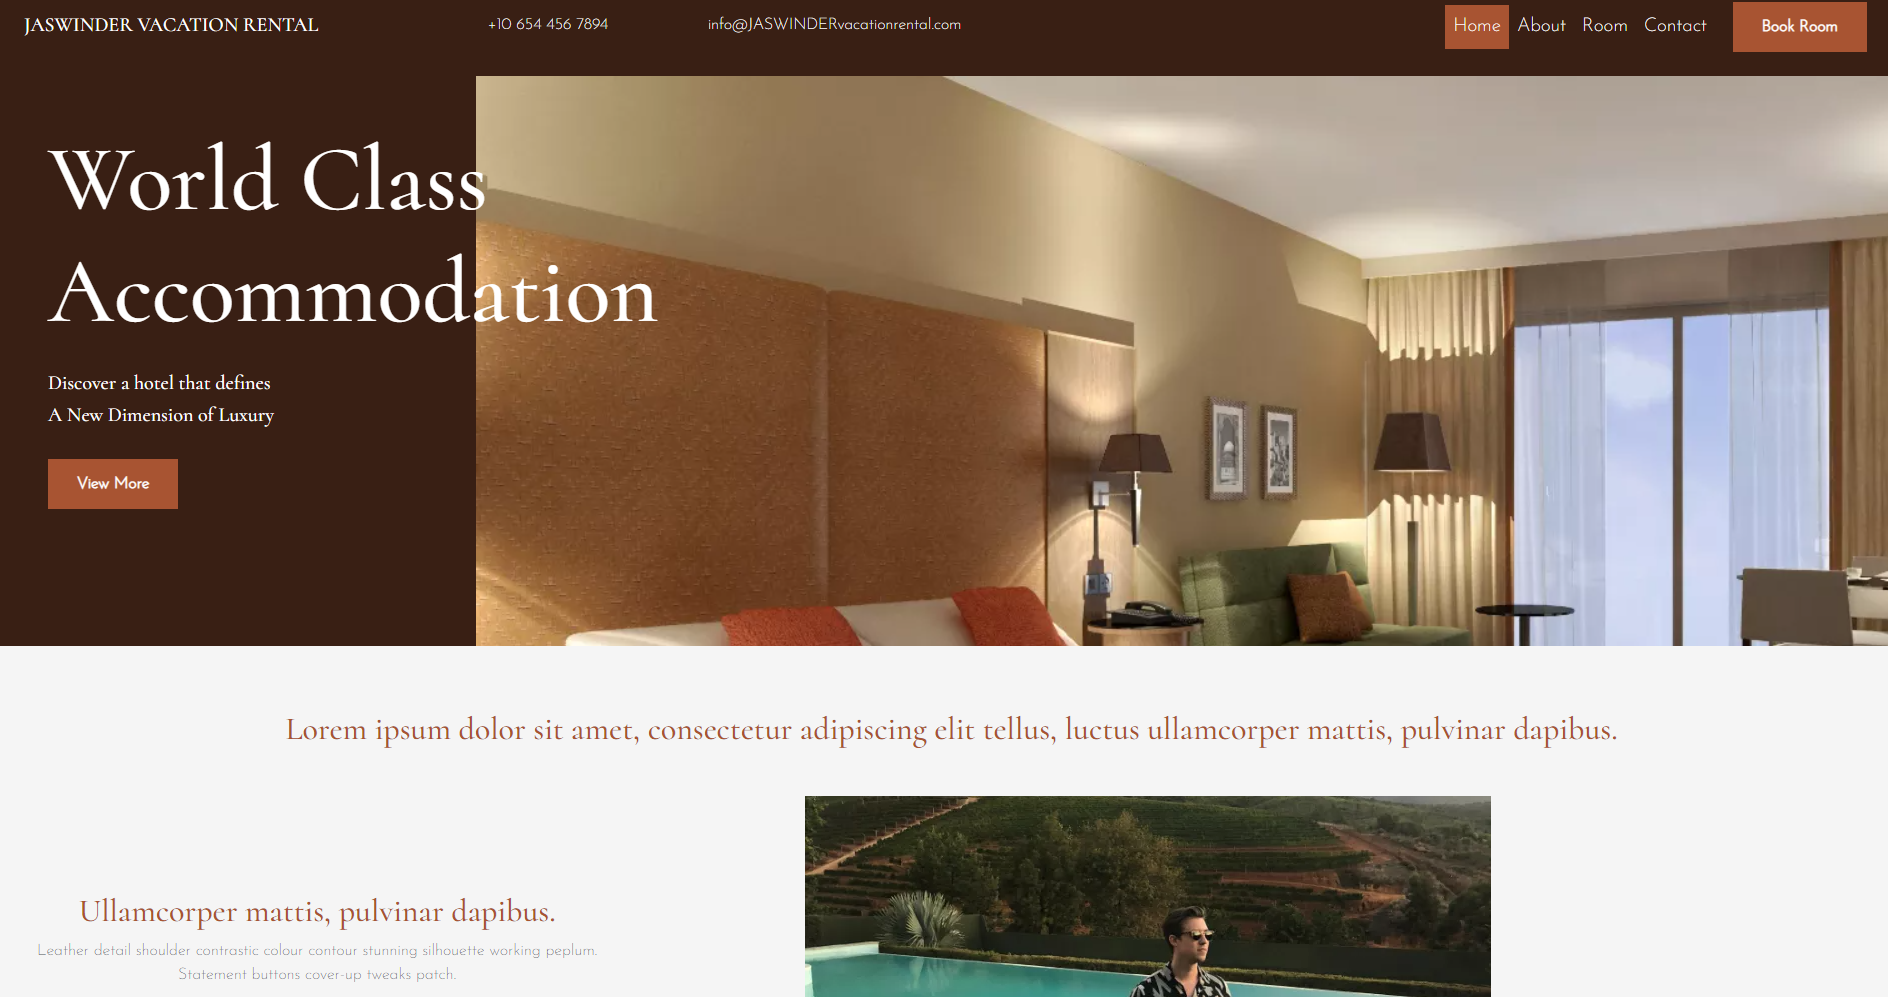 JASWINDER VACATION RENTAL
+10 654 456 7894
info@JASWINDERvacationrental.com
Home About Room Contact
Book Room
World Class
Accommodation
Discover a hotel that defines
A New Dimension of Luxury
View More
Lorem ipsum dolor sit amet, consectetur adipiscing elit tellus, luctus ullamcorper mattis, pulvinar dapibus.
Ullamcorper mattis, pulvinar dapibus.
Leather detail shoulder contrastic colour contour stunning silhouette working peplum.
Statement buttons cover-up tweaks patch.